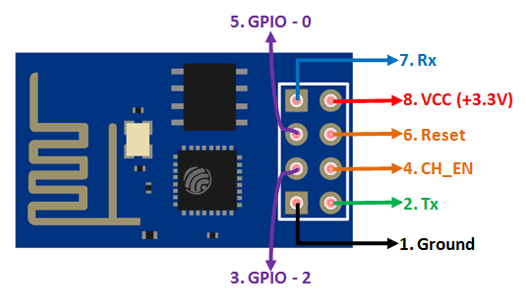 5. GPIO - 0
7. Rx
8. VCC (+3.3V)
6. Reset
4. CH_EN
2. Tx
1. Ground
3. GPIO - 2